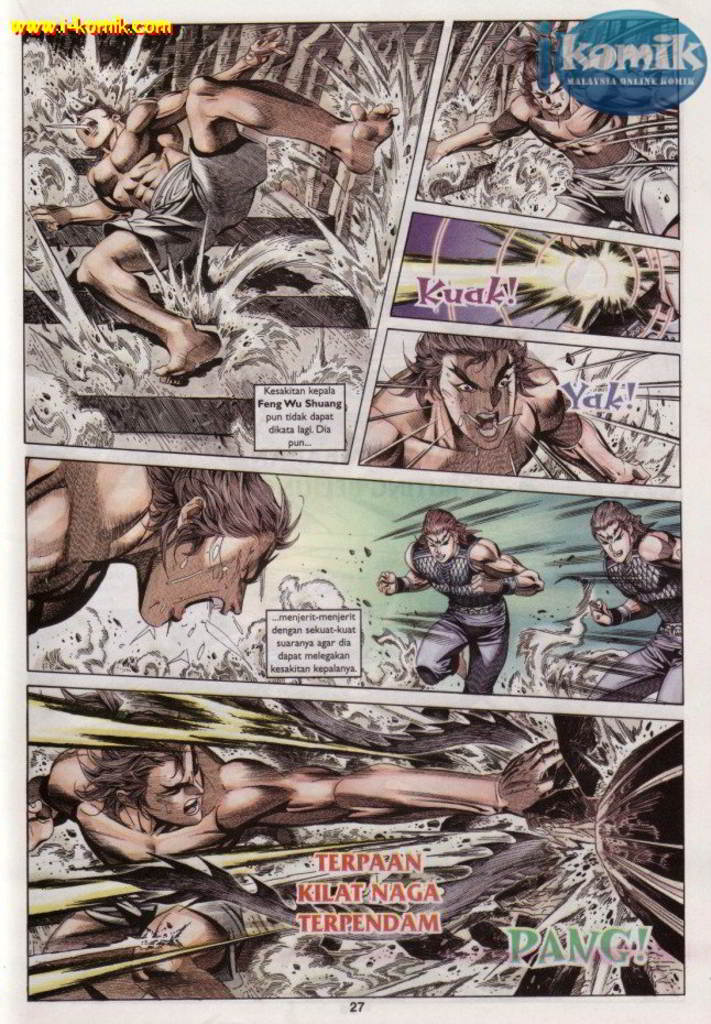 www.i-komik.com
ikomik
MALAYSIA ONLINE KOMIK
Kuak!
Kesakitan kepala
Feng Wu Shuang
pun tidak dapat
dikata lagi. Dia
pun...
Yak!
...menjerit-menjerit
dengan sekuat-kuat
suaranya agar dia
dapat melegakan
kesakitan kepalanya.
TERPAAN
KILAT NAGA
TERPENDAM
PANG!
27